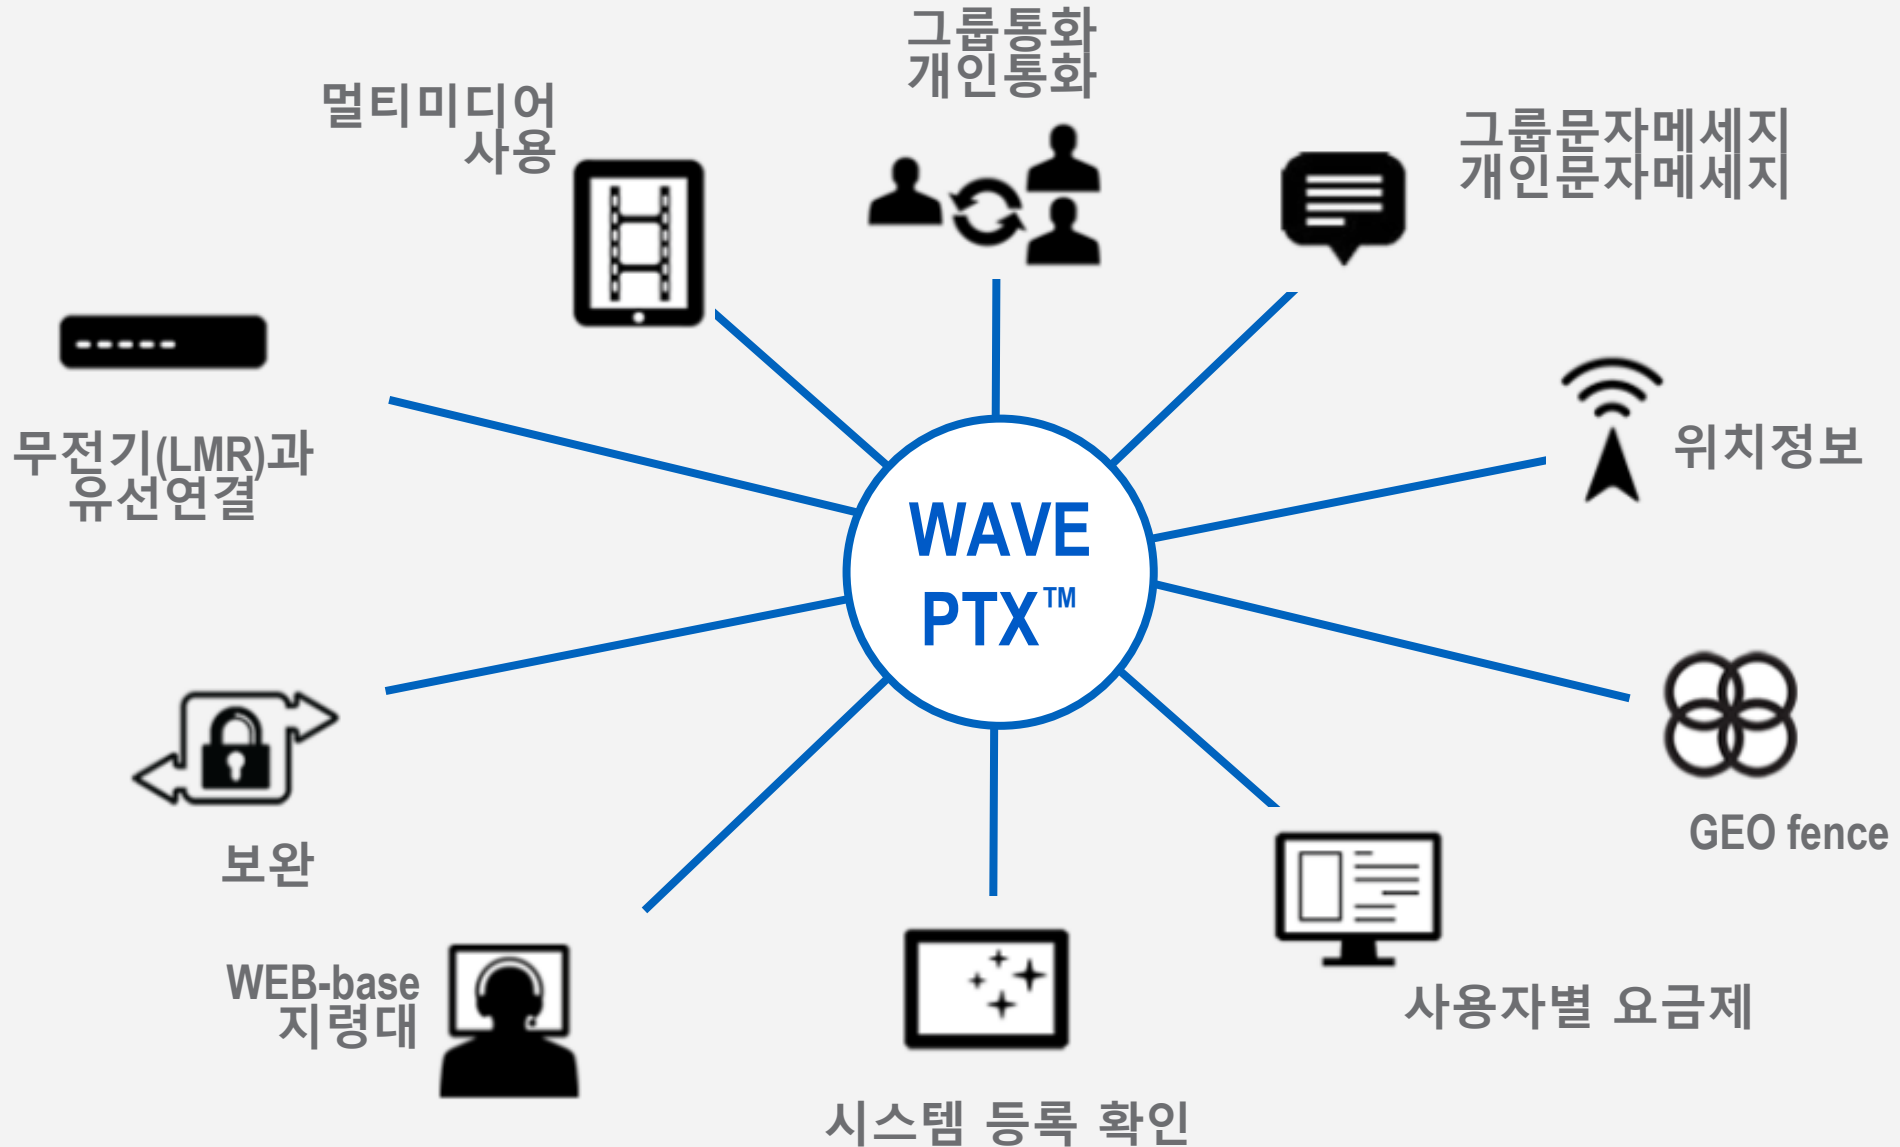 그룹통화
개인통화
멀티미디어
사용
그룹문자메세지
개인문자메세지
무전기(LMR)과
유선연결
위치정보
WAVE
PTX™
GEO fence
보완
WEB-base
지령대
사용자별 요금제
시스템 등록 확인